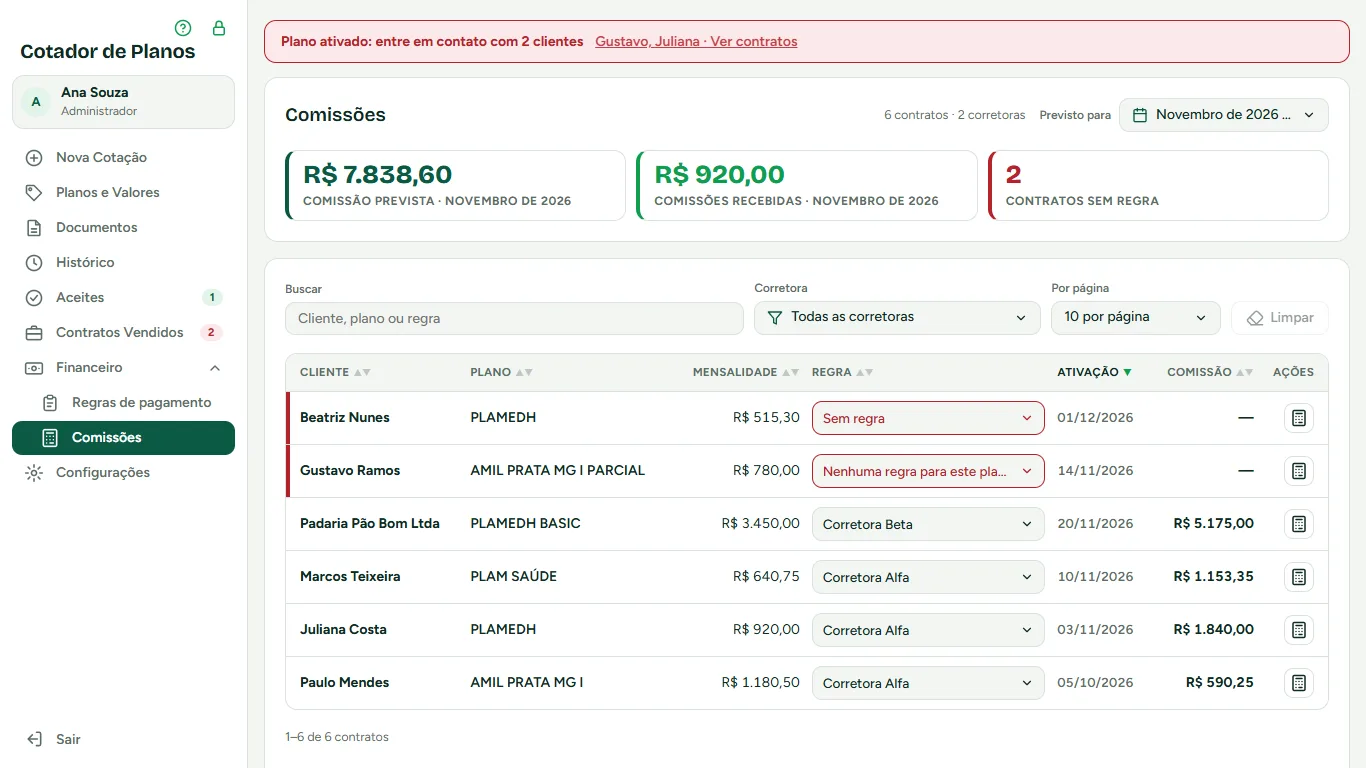 Cotador de Planos
A
Ana Souza
Administrador
Nova Cotação
Planos e Valores
Documentos
Histórico
Aceites 1
Contratos Vendidos 2
Financeiro
Regras de pagamento
Comissões
Configurações
Sair
Plano ativado: entre em contato com 2 clientes Gustavo, Juliana · Ver contratos
Comissões
6 contratos · 2 corretoras Previsto para Novembro de 2026 ...
R$ 7.838,60
COMISSÃO PREVISTA · NOVEMBRO DE 2026
R$ 920,00
COMISSÕES RECEBIDAS · NOVEMBRO DE 2026
2
CONTRATOS SEM REGRA
Buscar
Cliente, plano ou regra
Corretora
Todas as corretoras
Por página
10 por página
Limpar
CLIENTE ▲▼ PLANO ▲▼ MENSALIDADE ▲▼ REGRA ▲▼ ATIVAÇÃO ▼ COMISSÃO ▲▼ AÇÕES
Beatriz Nunes PLAMEDH R$ 515,30 Sem regra 01/12/2026 —
Gustavo Ramos AMIL PRATA MG I PARCIAL R$ 780,00 Nenhuma regra para este pla... 14/11/2026 —
Padaria Pão Bom Ltda PLAMEDH BASIC R$ 3.450,00 Corretora Beta 20/11/2026 R$ 5.175,00
Marcos Teixeira PLAM SAÚDE R$ 640,75 Corretora Alfa 10/11/2026 R$ 1.153,35
Juliana Costa PLAMEDH R$ 920,00 Corretora Alfa 03/11/2026 R$ 1.840,00
Paulo Mendes AMIL PRATA MG I R$ 1.180,50 Corretora Alfa 05/10/2026 R$ 590,25
1–6 de 6 contratos